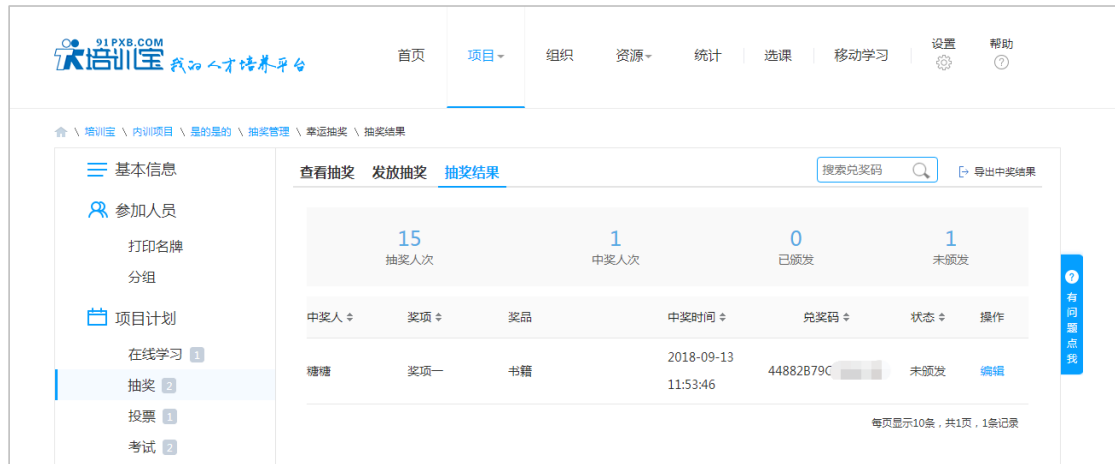 91PXB.COM
培训宝 我的人才培养平台
首页 项目 组织 资源 统计 选课 移动学习 设置 帮助
\ 培训宝 \ 内训项目 \ 是的是的 \ 抽奖管理 \ 幸运抽奖 \ 抽奖结果
基本信息
参加人员
打印名牌
分组
项目计划
在线学习 1
抽奖 2
投票 1
考试 2
查看抽奖 发放抽奖 抽奖结果 搜索兑奖码 导出中奖结果
15 1 0 1
抽奖人次 中奖人次 已颁发 未颁发
中奖人 奖项 奖品 中奖时间 兑奖码 状态 操作
糖糖 奖项一 书籍 2018-09-13 11:53:46 44882B79C 未颁发 编辑
每页显示10条，共1页，1条记录
? 有问题点我